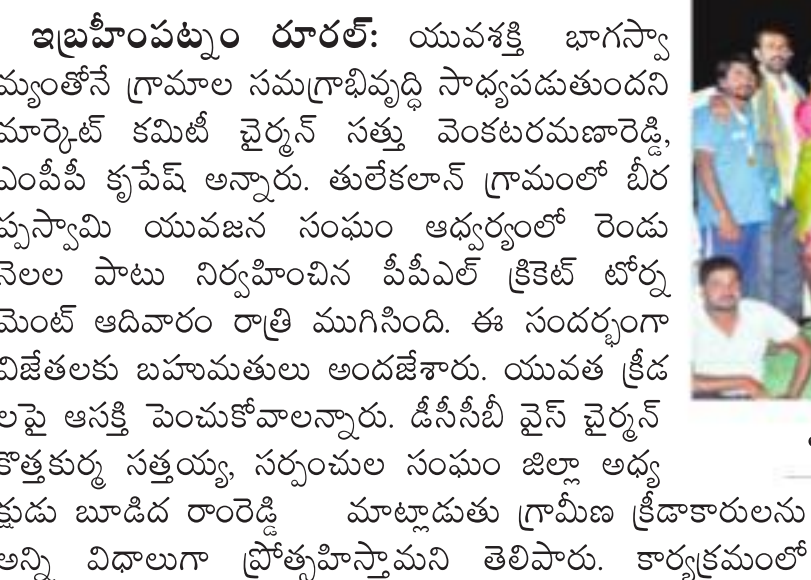 ఇబ్రహీంపట్నం రూరల్: యువశక్తి భాగస్వా
మ్యంతోనే గ్రామాల సమగ్రాభివృద్ధి సాధ్యపడుతుందని
మార్కెట్ కమిటీ చైర్మన్ సత్తు వెంకటరమణారెడ్డి,
ఎంపీపీ కృపేష్ అన్నారు. తులేకలాన్ గ్రామంలో బీర
ప్పస్వామి యువజన సంఘం ఆధ్వర్యంలో రెండు
నెలల పాటు నిర్వహించిన పీపీఎల్ క్రికెట్ టోర్న
మెంట్ ఆదివారం రాత్రి ముగిసింది. ఈ సందర్భంగా
విజేతలకు బహుమతులు అందజేశారు. యువత క్రీడ
లపై ఆసక్తి పెంచుకోవాలన్నారు. డీసీసీబీ వైస్ చైర్మన్
కొత్తకుర్మ సత్తయ్య, సర్పంచుల సంఘం జిల్లా అధ్య
క్షుడు బూడిద రాంరెడ్డి మాట్లాడుతు గ్రామీణ క్రీడాకారులను
అన్ని విధాలుగా ప్రోత్సహిస్తామని తెలిపారు. కార్యక్రమంలో